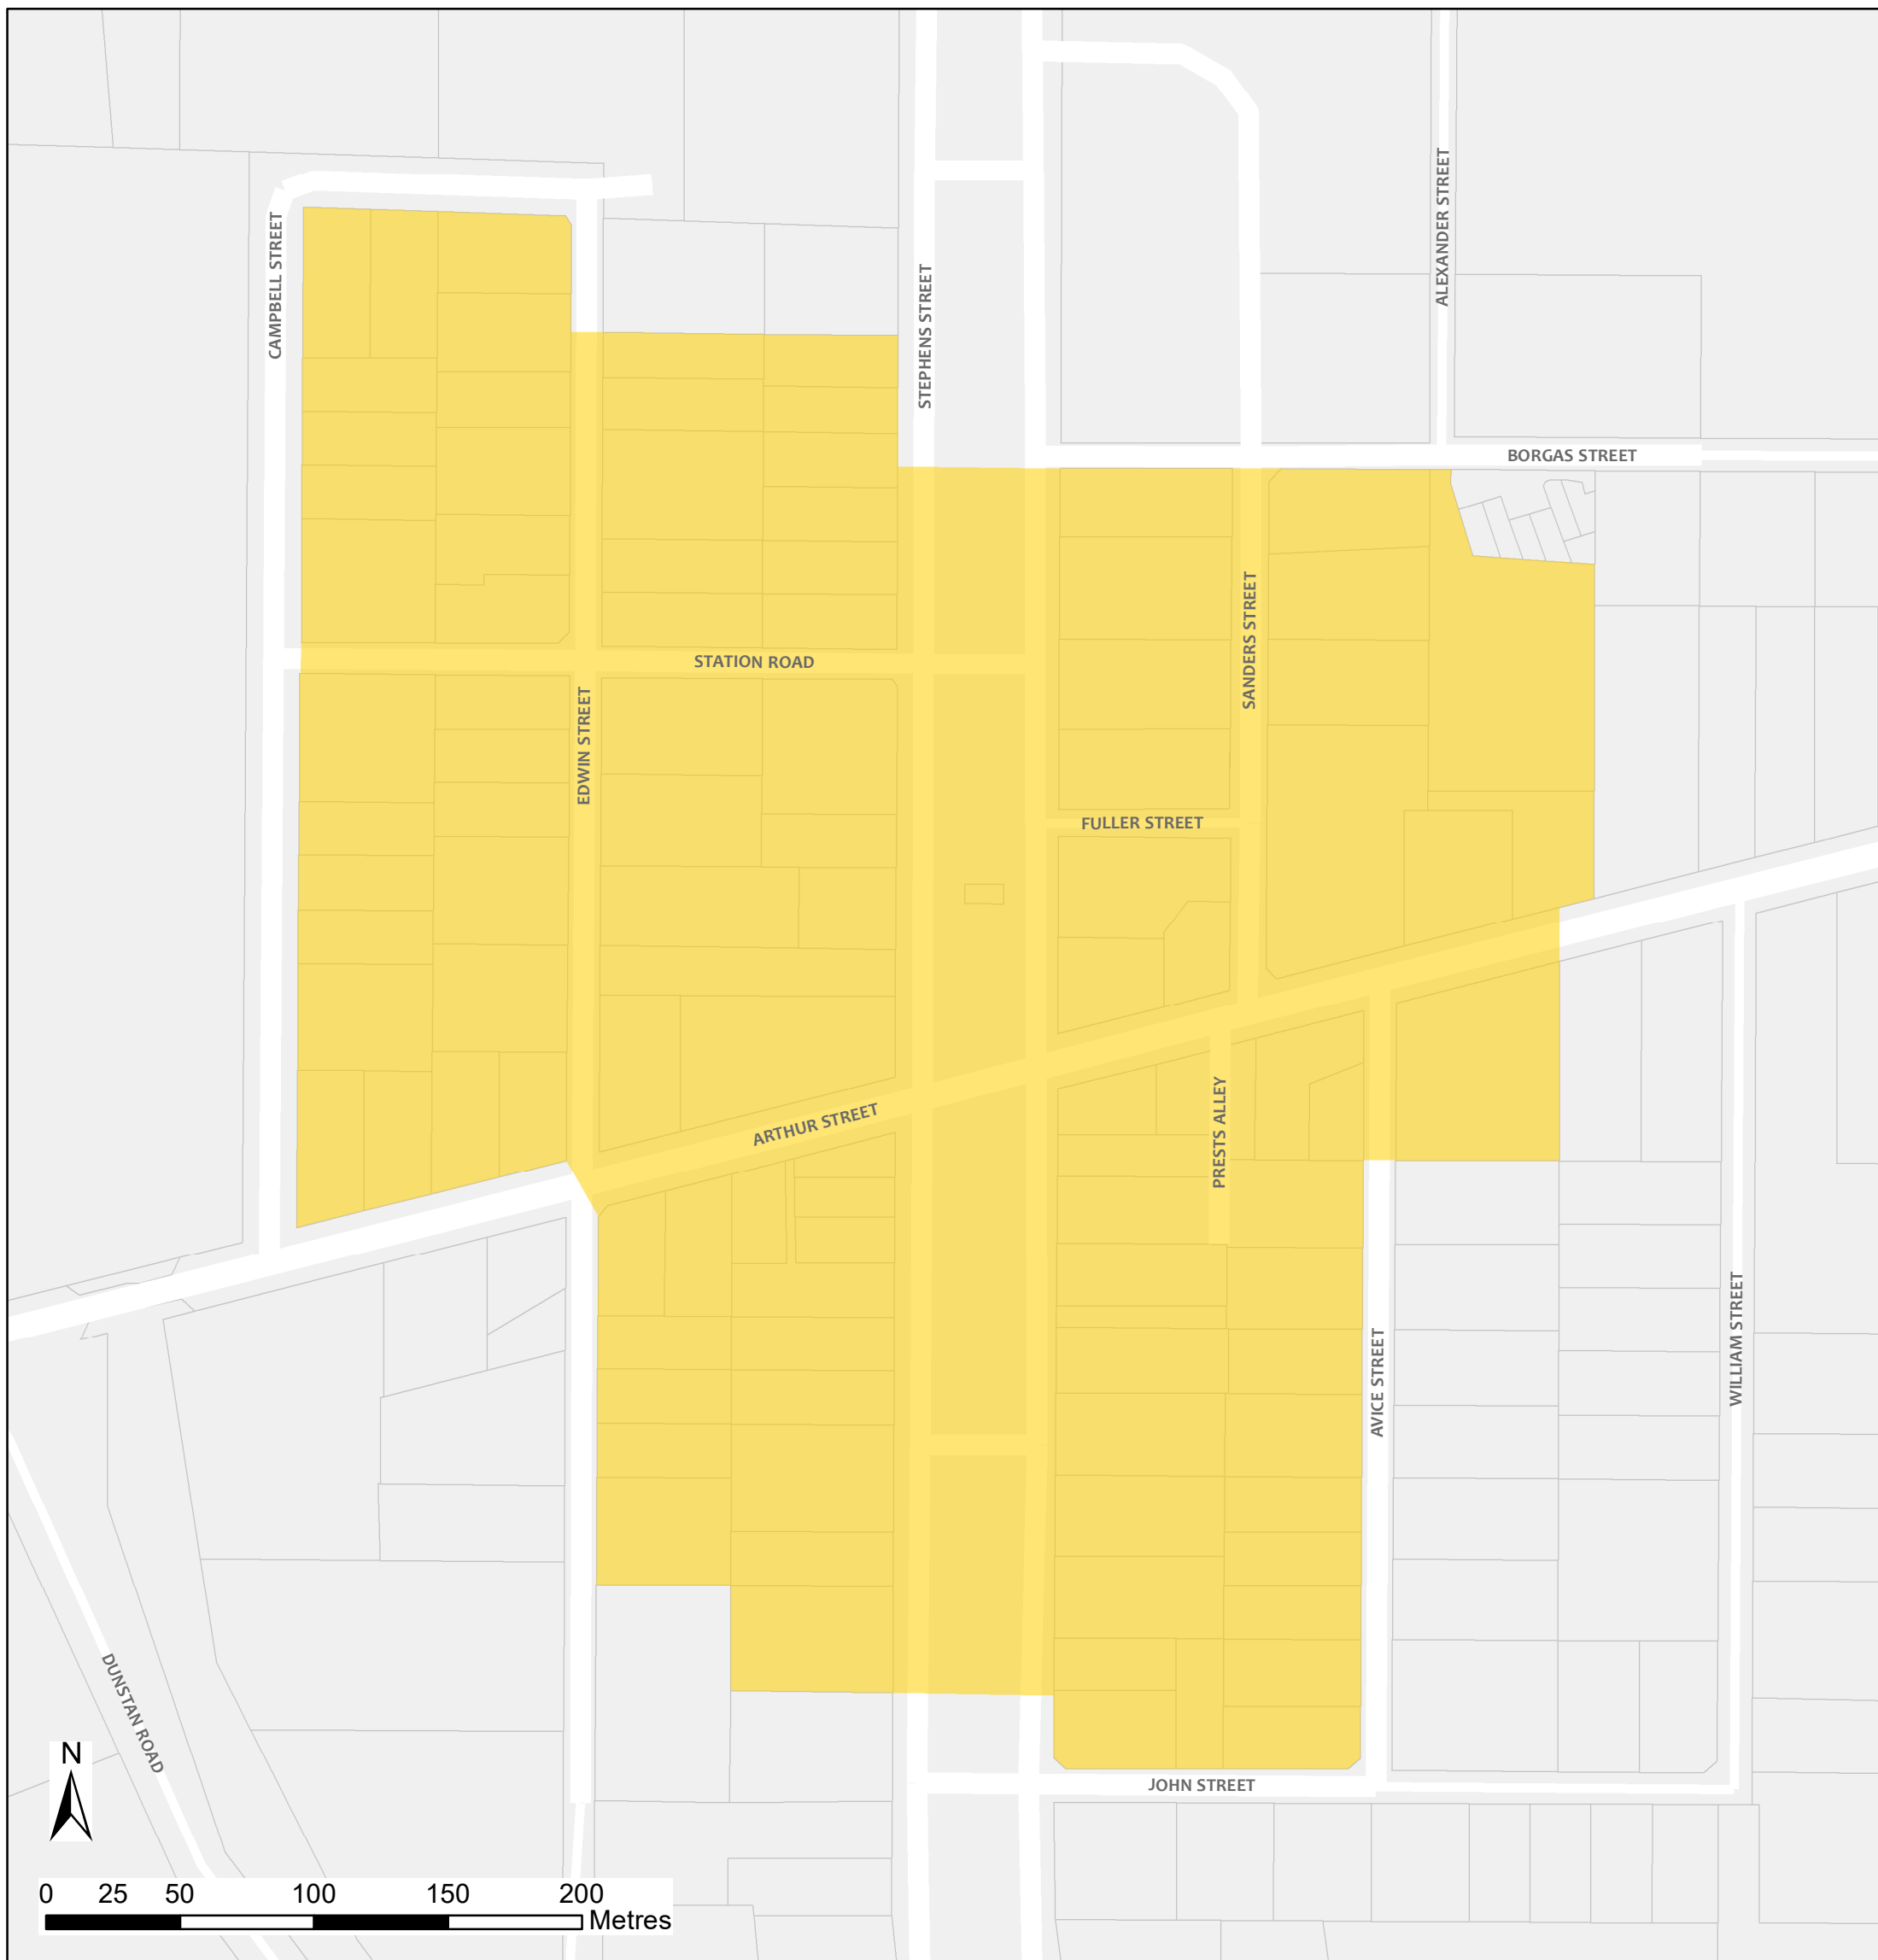 ALEXANDER STREET
CAMPBELL STREET
STEPHENS STREET
BORGAS STREET
SANDERS STREET
STATION ROAD
EDWIN STREET
FULLER STREET
ARTHUR STREET
PRESTS ALLEY
WILLIAM STREET
AVICE STREET
DUNSTAN ROAD
JOHN STREET
N
0 25 50 100 150 200
Metres